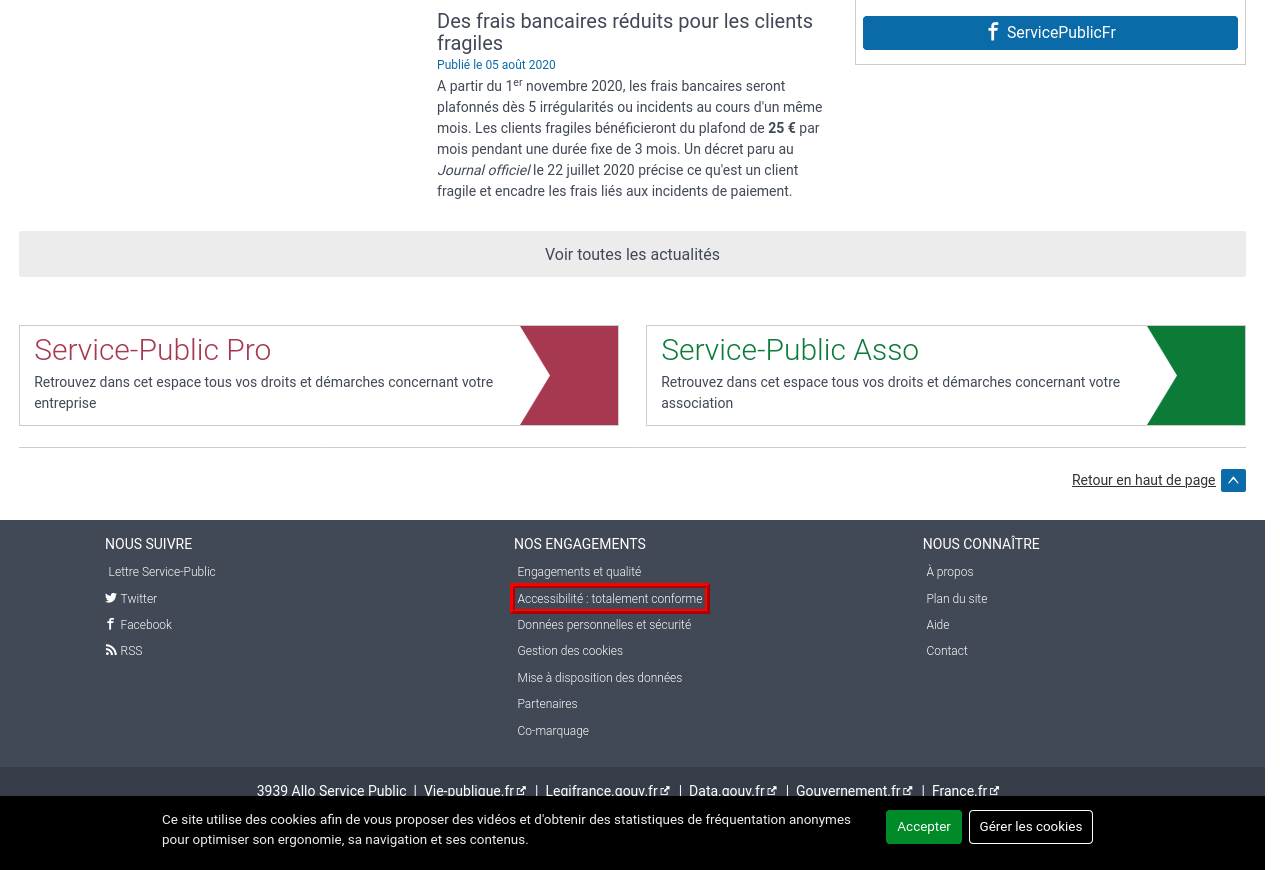 Des frais bancaires réduits pour les clients
fragiles
Publié le 05 août 2020
A partir du 1er novembre 2020, les frais bancaires seront
plafonnés dès 5 irrégularités ou incidents au cours d'un même
mois. Les clients fragiles bénéficieront du plafond de 25 € par
mois pendant une durée fixe de 3 mois. Un décret paru au
Journal officiel le 22 juillet 2020 précise ce qu'est un client
fragile et encadre les frais liés aux incidents de paiement.
ServicePublicFr
Voir toutes les actualités
Service-Public Pro
Retrouvez dans cet espace tous vos droits et démarches concernant votre
entreprise
Service-Public Asso
Retrouvez dans cet espace tous vos droits et démarches concernant votre
association
Retour en haut de page
NOUS SUIVRE
Lettre Service-Public
Twitter
Facebook
RSS
NOS ENGAGEMENTS
Engagements et qualité
Accessibilité : totalement conforme
Données personnelles et sécurité
Gestion des cookies
Mise à disposition des données
Partenaires
Co-marquage
NOUS CONNAÎTRE
À propos
Plan du site
Aide
Contact
3939 Allo Service Public | Vie-publique.fr | Legifrance.gouv.fr | Data.gouv.fr | Gouvernement.fr | France.fr
Ce site utilise des cookies afin de vous proposer des vidéos et d'obtenir des statistiques de fréquentation anonymes
pour optimiser son ergonomie, sa navigation et ses contenus.
Accepter
Gérer les cookies